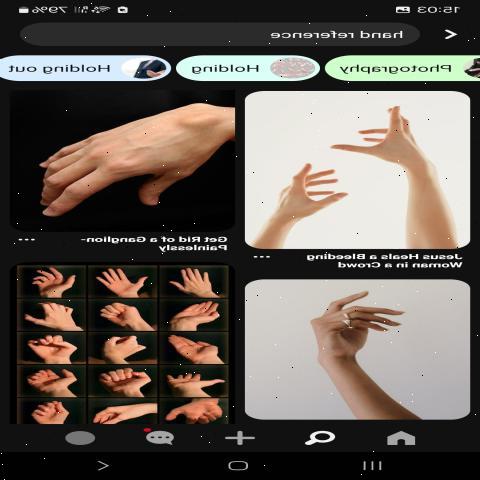 15:03
79%
hand reference
Photography
Holding
Holding out
Jesus Heals a Bleeding
Woman in a Crowd
Get Rid of a Ganglion-
Painlessly